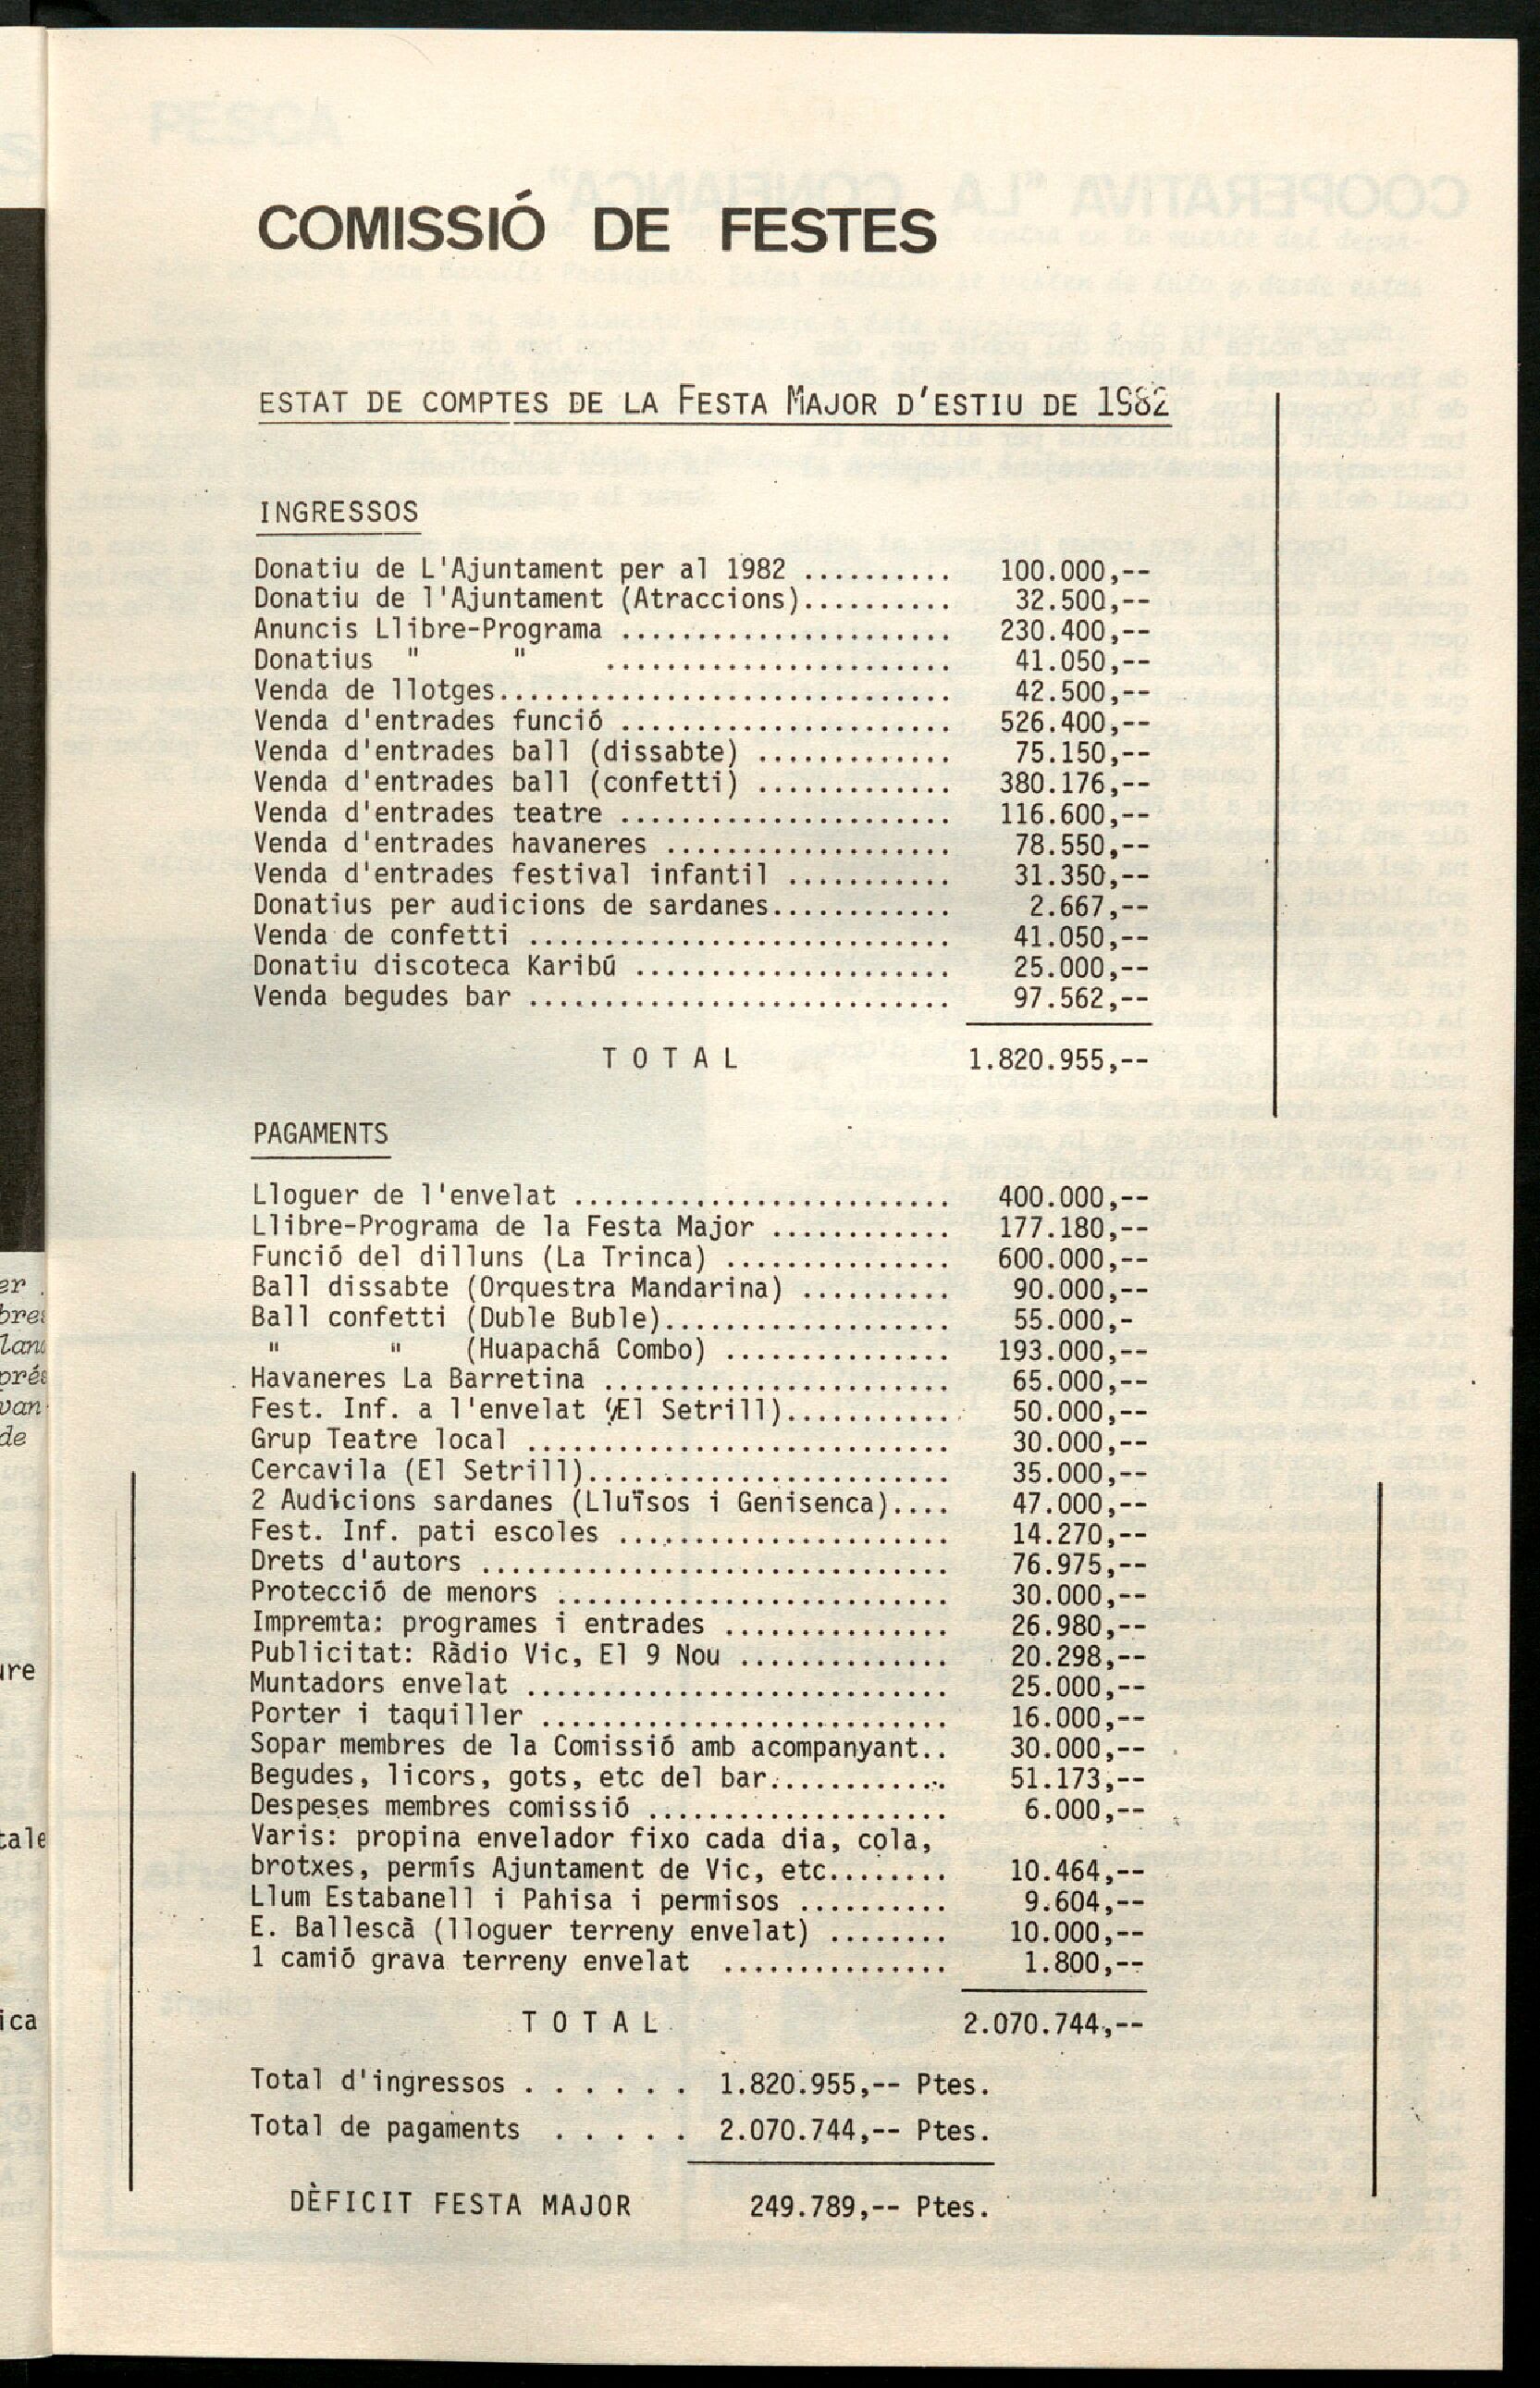 COMISSIÓ DE FESTES
ESTAT DE COMPTES DE LA FESTA MAJOR D'ESTIU DE 1982
INGRESSOS
Donatiu de L'Ajuntament per al 1982 .......... 100.000,--
Donatiu de l'Ajuntament (Atraccions).......... 32.500,--
Anuncis Llibre-Programa ...................... 230.400,--
Donatius " " ....................... 41.050,--
Venda de llotges.............................. 42.500,--
Venda d'entrades funció ...................... 526.400,--
Venda d'entrades ball (dissabte) ............. 75.150,--
Venda d'entrades ball (confetti) ............. 380.176,--
Venda d'entrades teatre ...................... 116.600,--
Venda d'entrades havaneres ................... 78.550,--
Venda d'entrades festival infantil ........... 31.350,--
Donatius per audicions de sardanes............ 2.667,--
Venda de confetti ............................ 41.050,--
Donatiu discoteca Karibú ..................... 25.000,--
Venda begudes bar ............................ 97.562,--
T O T A L 1.820.955,--
PAGAMENTS
Lloguer de l'envelat ......................... 400.000,--
Llibre-Programa de la Festa Major ............ 177.180,--
Funció del dilluns (La Trinca) ............... 600.000,--
Ball dissabte (Orquestra Mandarina) .......... 90.000,--
Ball confetti (Duble Buble)................... 55.000,-
" " (Huapachá Combo) ............... 193.000,--
Havaneres La Barretina ....................... 65.000,--
Fest. Inf. a l'envelat (El Setrill)........... 50.000,--
Grup Teatre local ............................ 30.000,--
Cercavila (El Setrill)........................ 35.000,--
2 Audicions sardanes (Lluïsos i Genisenca).... 47.000,--
Fest. Inf. pati escoles ...................... 14.270,--
Drets d'autors ............................... 76.975,--
Protecció de menors .......................... 30.000,--
Impremta: programes i entrades ............... 26.980,--
Publicitat: Ràdio Vic, El 9 Nou .............. 20.298,--
Muntadors envelat ............................ 25.000,--
Porter i taquiller ........................... 16.000,--
Sopar membres de la Comissió amb acompanyant.. 30.000,--
Begudes, licors, gots, etc del bar............ 51.173,--
Despeses membres comissió .................... 6.000,--
Varis: propina envelador fixo cada dia, cola,
brotxes, permís Ajuntament de Vic, etc........ 10.464,--
Llum Estabanell i Pahisa i permisos .......... 9.604,--
E. Ballescà (lloguer terreny envelat) ........ 10.000,--
1 camió grava terreny envelat ............... 1.800,--
T O T A L 2.070.744,--
Total d'ingressos . . . . . . 1.820.955,-- Ptes.
Total de pagaments . . . . . 2.070.744,-- Ptes.
DÈFICIT FESTA MAJOR 249.789,-- Ptes.